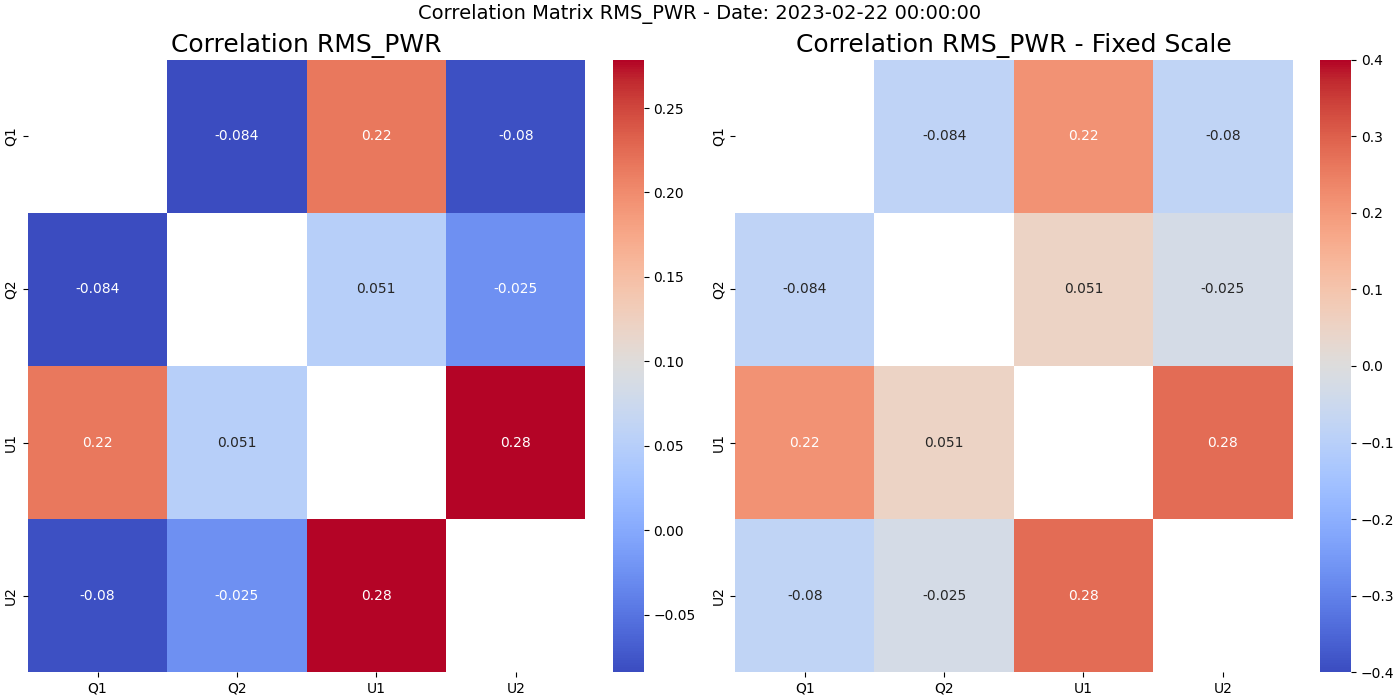 Correlation Matrix RMS_PWR - Date: 2023-02-22 00:00:00
Correlation RMS_PWR
Q1
-0.084
0.22
-0.08
Q2
-0.084
0.051
-0.025
U1
0.22
0.051
0.28
U2
-0.08
-0.025
0.28
Q1
Q2
U1
U2
0.25
0.20
0.15
0.10
0.05
0.00
−0.05
Correlation RMS_PWR - Fixed Scale
Q1
-0.084
0.22
-0.08
Q2
-0.084
0.051
-0.025
U1
0.22
0.051
0.28
U2
-0.08
-0.025
0.28
Q1
Q2
U1
U2
0.4
0.3
0.2
0.1
0.0
−0.1
−0.2
−0.3
−0.4